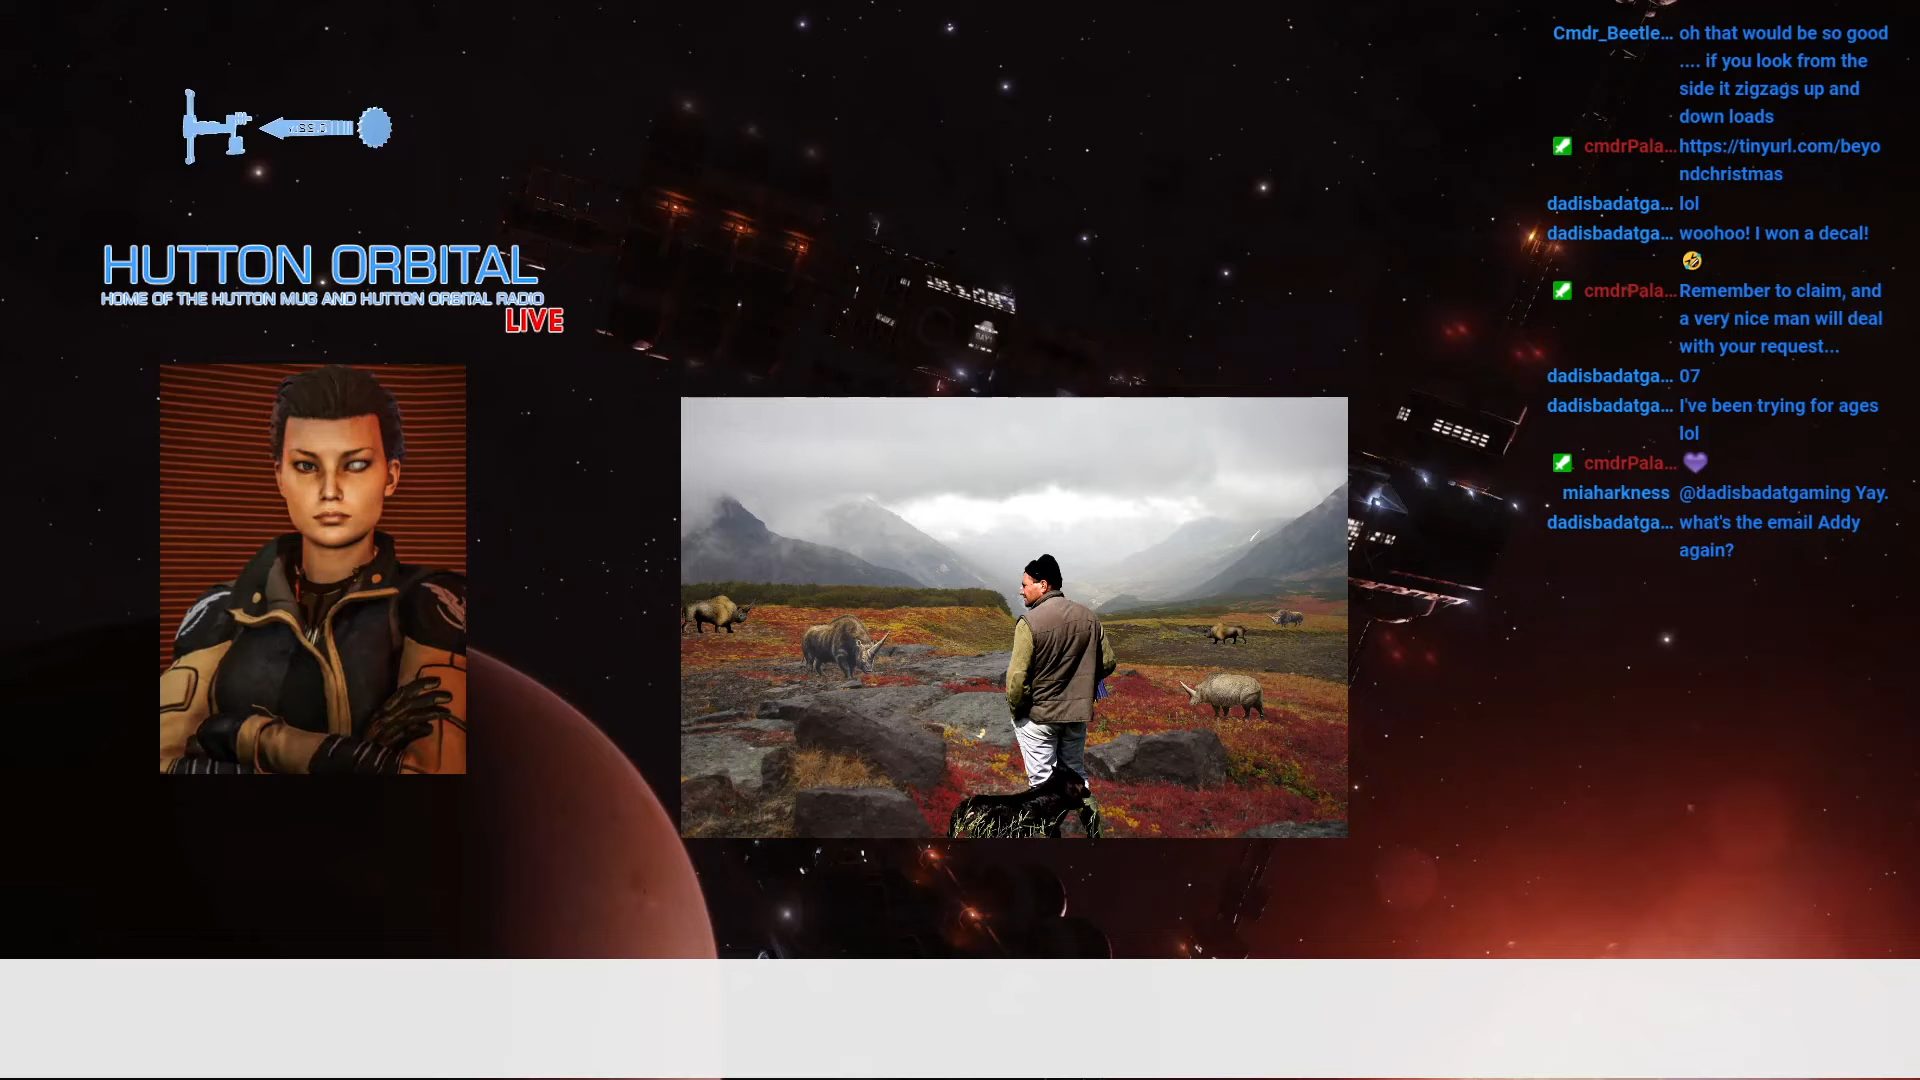 HUTTON ORBITAL
HOME OF THE HUTTON MUG AND HUTTON ORBITAL RADIO
LIVE
Cmdr_Beetle... oh that would be so good
.... if you look from the
side it zigzags up and
down loads
cmdrPala... https://tinyurl.com/beyo
ndchristmas
dadisbadatga... lol
dadisbadatga... woohoo! I won a decal!
cmdrPala... Remember to claim, and
a very nice man will deal
with your request...
dadisbadatga... 07
dadisbadatga... I've been trying for ages
lol
cmdrPala...
miaharkness @dadisbadatgaming Yay.
dadisbadatga... what's the email Addy
again?